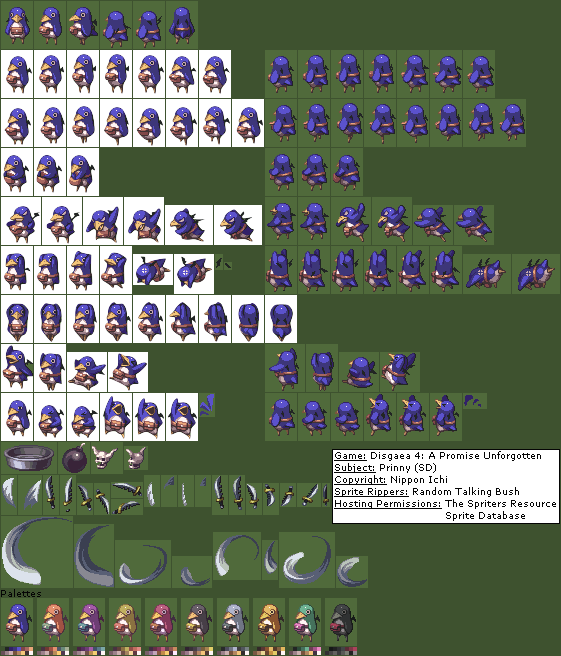 Game: Disgaea 4: A Promise Unforgotten
Subject: Prinny (SD)
Copyright: Nippon Ichi
Sprite Rippers: Random Talking Bush
Hosting Permissions: The Spriters Resource
Sprite Database
Palettes